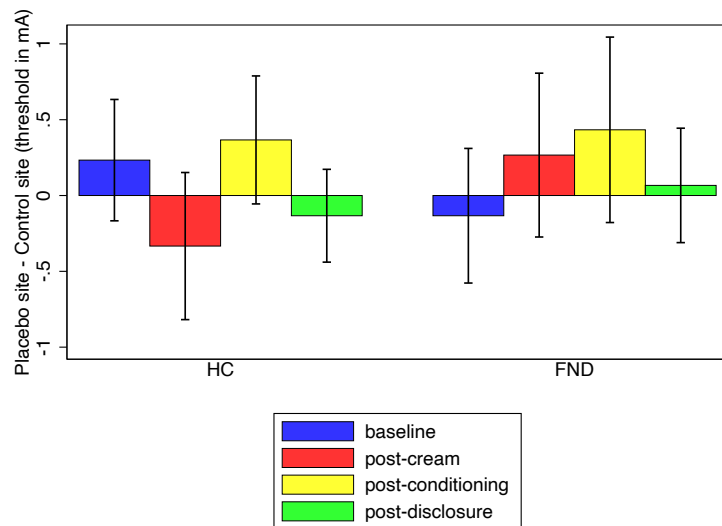 Placebo site - Control site (threshold in mA)
1
.5
0
-.5
-1
HC FND
baseline
post-cream
post-conditioning
post-disclosure